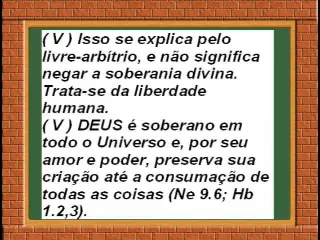 ( V ) Isso se explica pelo
livre-arbítrio, e não significa
negar a soberania divina.
Trata-se da liberdade
humana.
( V ) DEUS é soberano em
todo o Universo e, por seu
amor e poder, preserva sua
criação até a consumação de
todas as coisas (Ne 9.6; Hb
1.2,3).